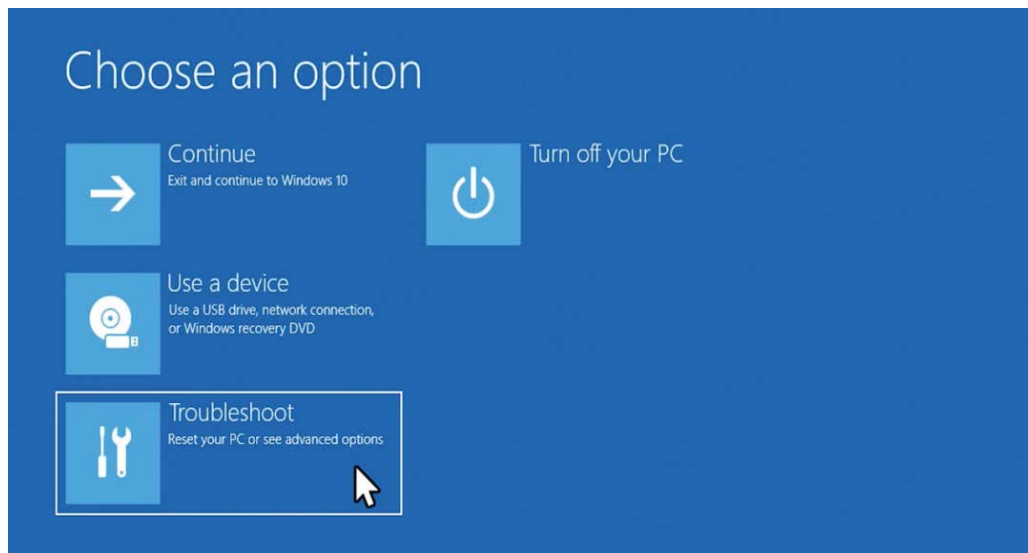 Choose an option
Continue
Exit and continue to Windows 10
Turn off your PC
Use a device
Use a USB drive, network connection,
or Windows recovery DVD
Troubleshoot
Reset your PC or see advanced options